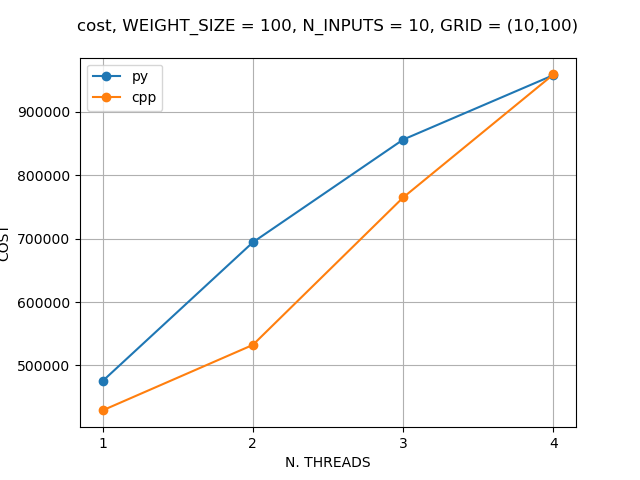 cost, WEIGHT_SIZE = 100, N_INPUTS = 10, GRID = (10,100)
py
cpp
900000
800000
700000
600000
500000
COST
1 2 3 4
N. THREADS